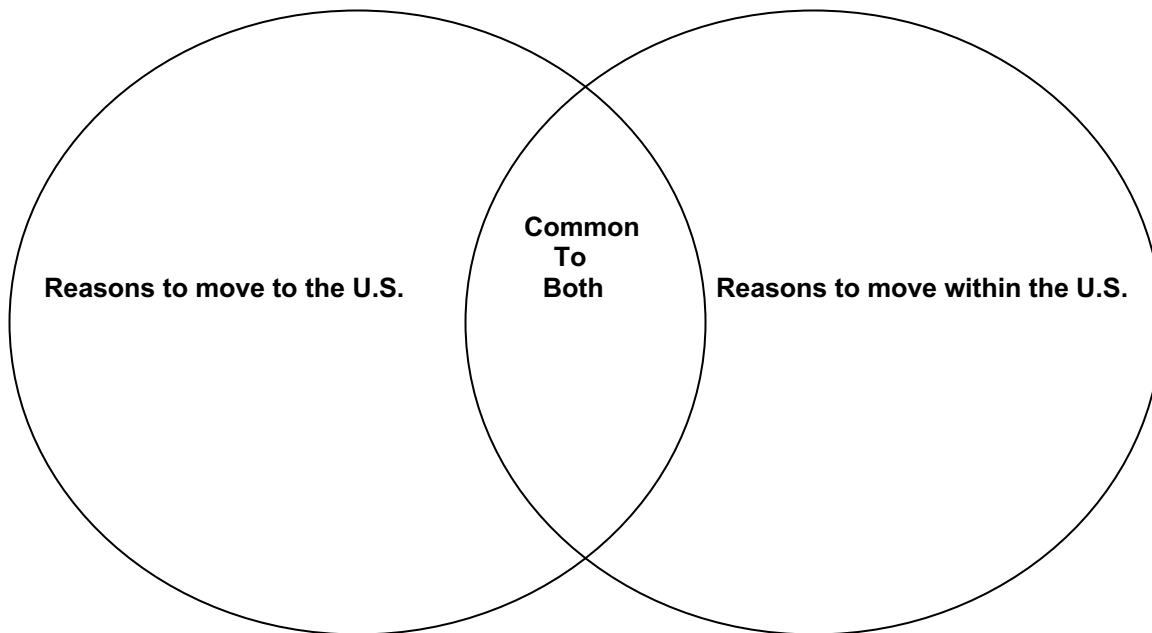 Reasons to move to the U.S.
Common
To
Both
Reasons to move within the U.S.